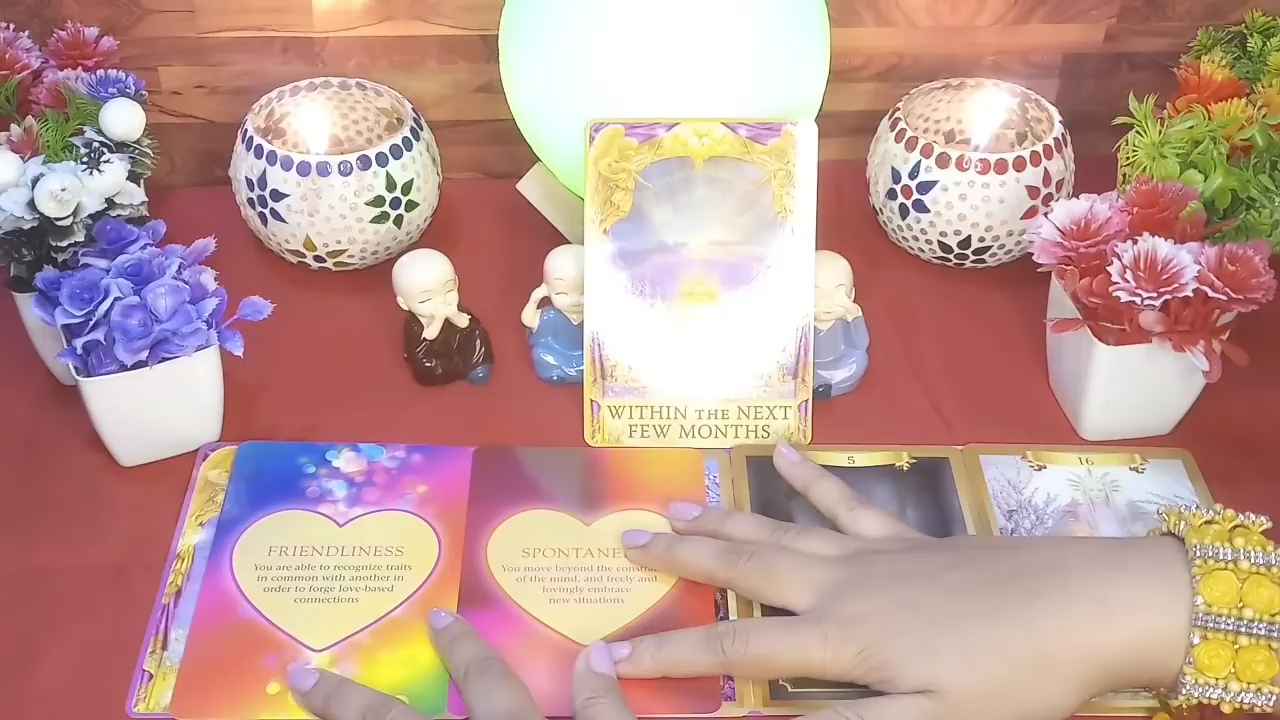 WITHIN THE NEXT
FEW MONTHS
5
16
FRIENDLINESS
You are able to recognize traits
in common with another in
order to forge love-based
connections
You move beyond the
of the mind, and freely and
lovingly embrace
new situations